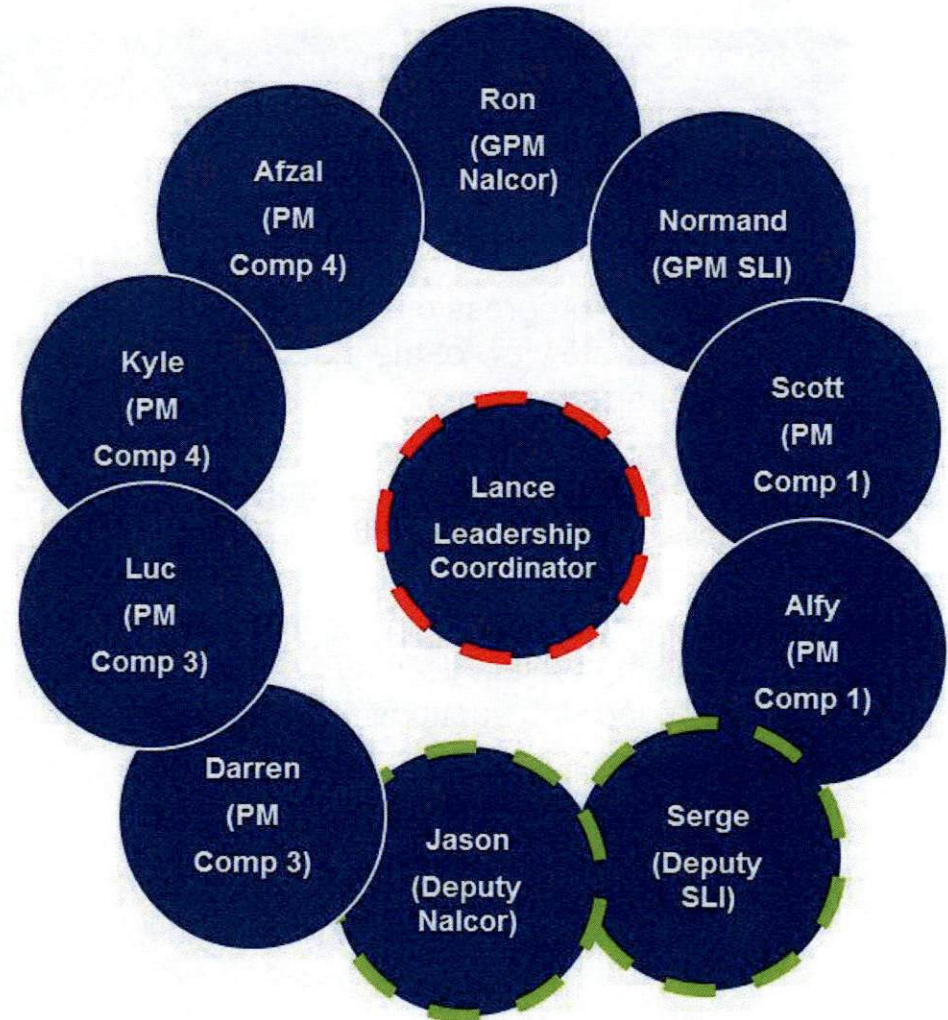 Ron
(GPM
Nalcor)
Normand
(GPM SLI)
Scott
(PM
Comp 1)
Alfy
(PM
Comp 1)
Serge
(Deputy
SLI)
Jason
(Deputy
Nalcor)
Darren
(PM
Comp 3)
Luc
(PM
Comp 3)
Kyle
(PM
Comp 4)
Afzal
(PM
Comp 4)
Lance
Leadership
Coordinator